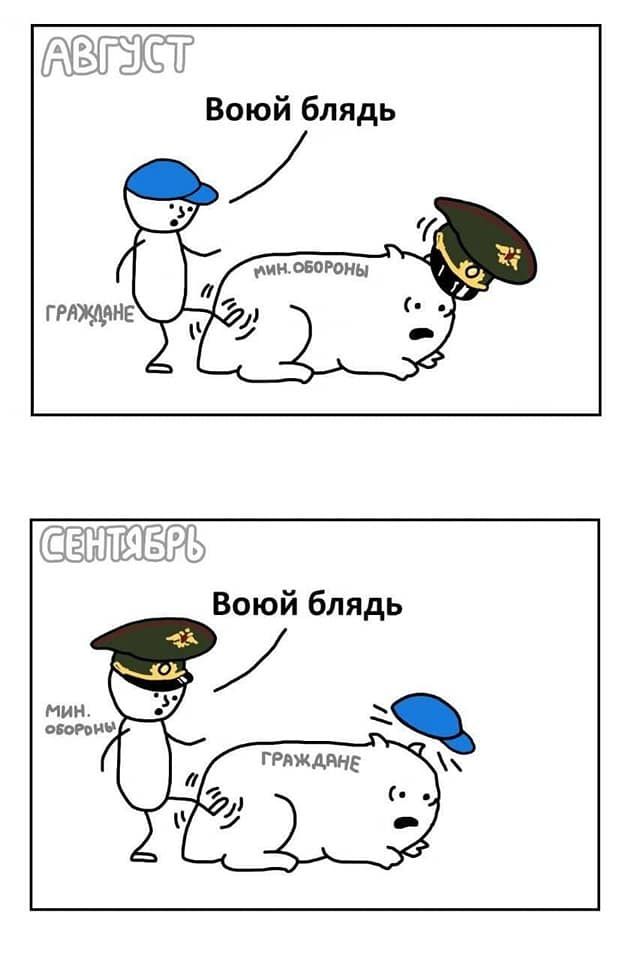 АВГУСТ
Воюй блядь
МИН. ОБОРОНЫ
ГРАЖДАНЕ
СЕНТЯБРЬ
Воюй блядь
МИН.
ОБОРОНЫ
ГРАЖДАНЕ